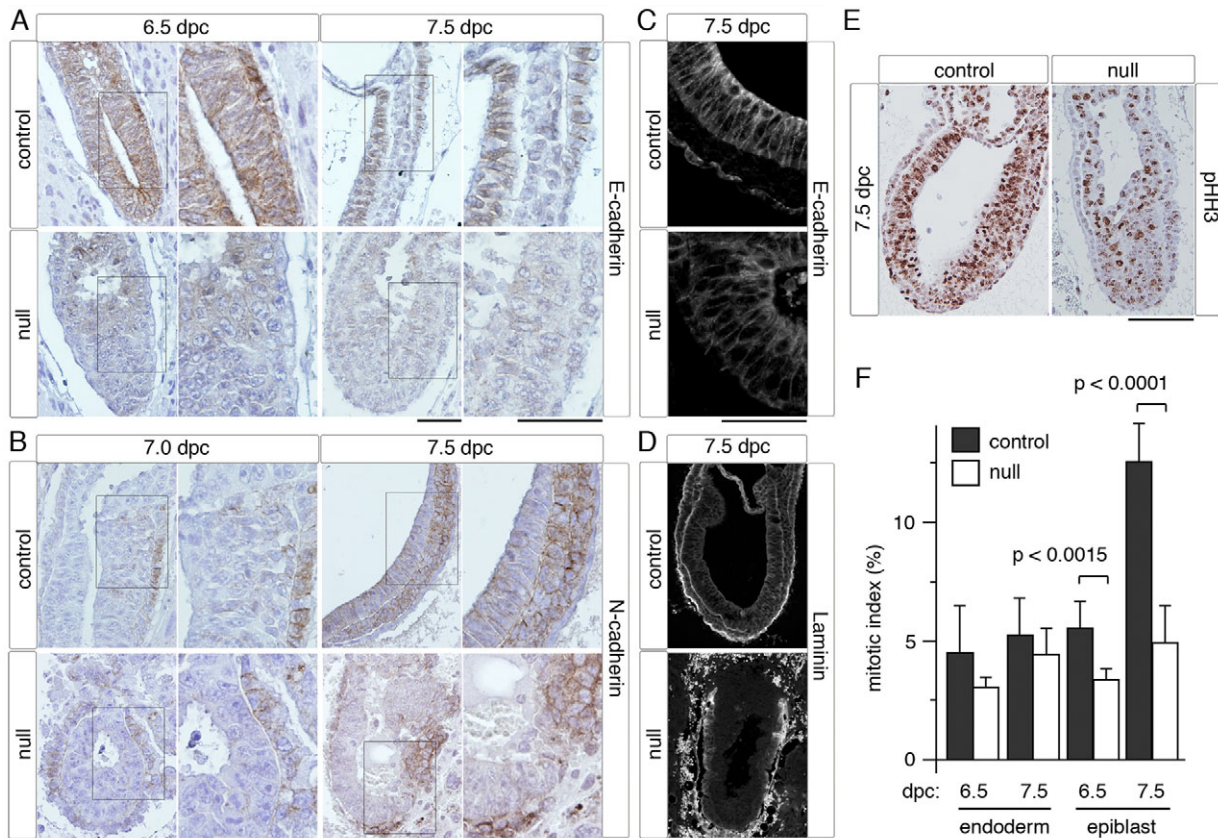 A
6.5 dpc
7.5 dpc
control
null
E-cadherin
B
7.0 dpc
7.5 dpc
control
null
N-cadherin
C
7.5 dpc
control
null
E-cadherin
D
7.5 dpc
control
null
Laminin
E
control
null
7.5 dpc
pHH3
F
p < 0.0001
control
null
p < 0.0015
mitotic index (%)
10
5
0
dpc: 6.5 7.5 6.5 7.5
endoderm epiblast